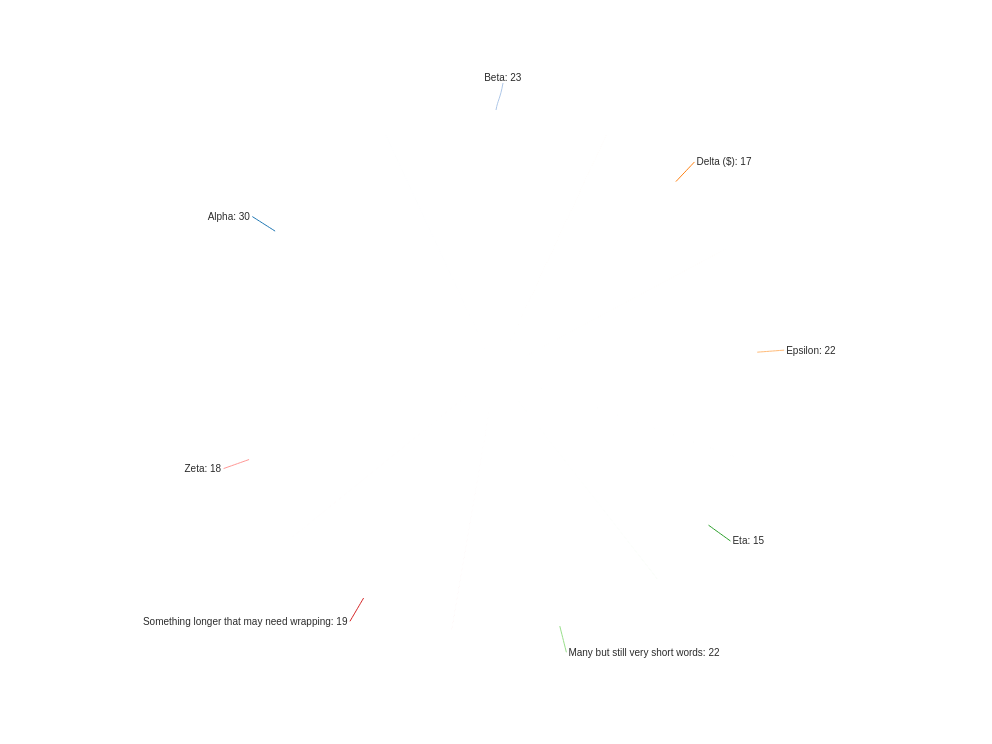 Beta: 23
Delta ($): 17
Alpha: 30
Epsilon: 22
Zeta: 18
Eta: 15
Something longer that may need wrapping: 19
Many but still very short words: 22